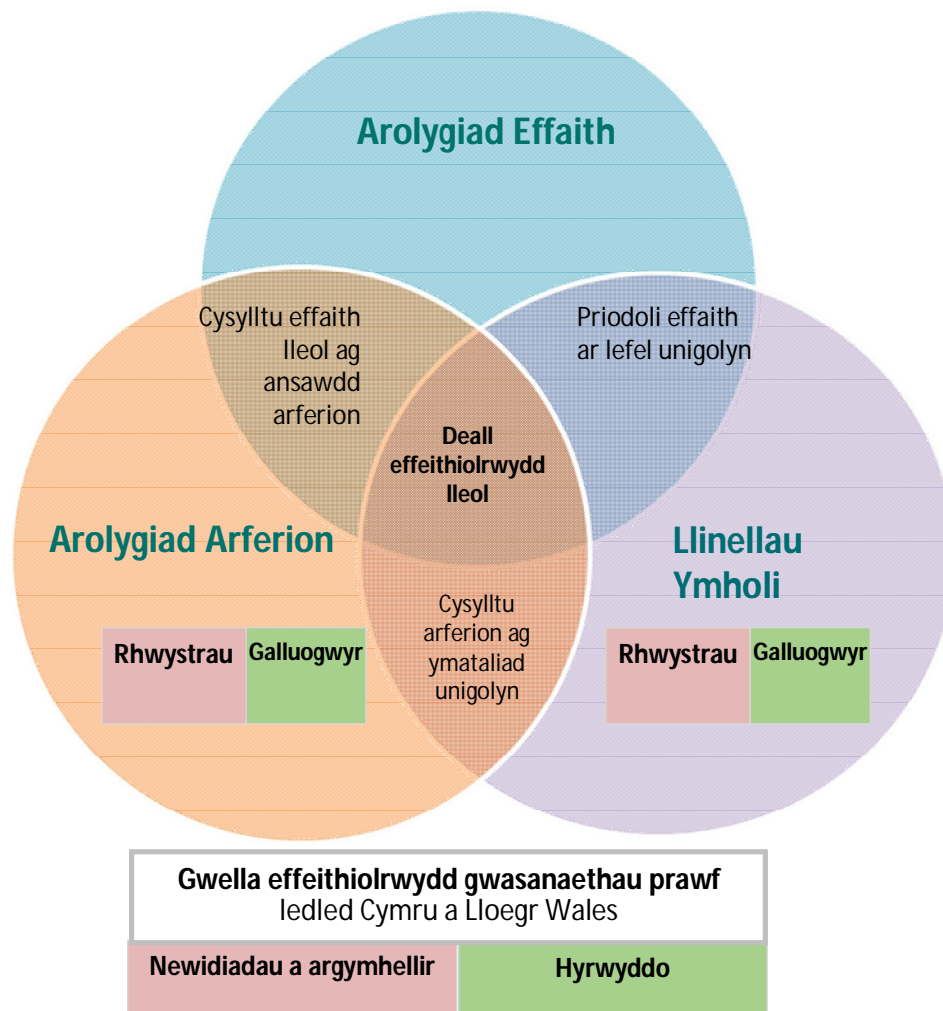 Arolygiad Effaith
Cysylltu effaith
lleol ag
ansawdd
arferion
Priodoli effaith
ar lefel unigolyn
Deall
effeithiolrwydd
lleol
Arolygiad Arferion
Llinellau
Ymholi
Cysylltu
arferion ag
ymataliad
unigolyn
Rhwystrau
Galluogwyr
Rhwystrau
Galluogwyr
Gwella effeithiolrwydd gwasanaethau prawf
ledled Cymru a Lloegr Wales
Newidiadau a argymhellir
Hyrwyddo